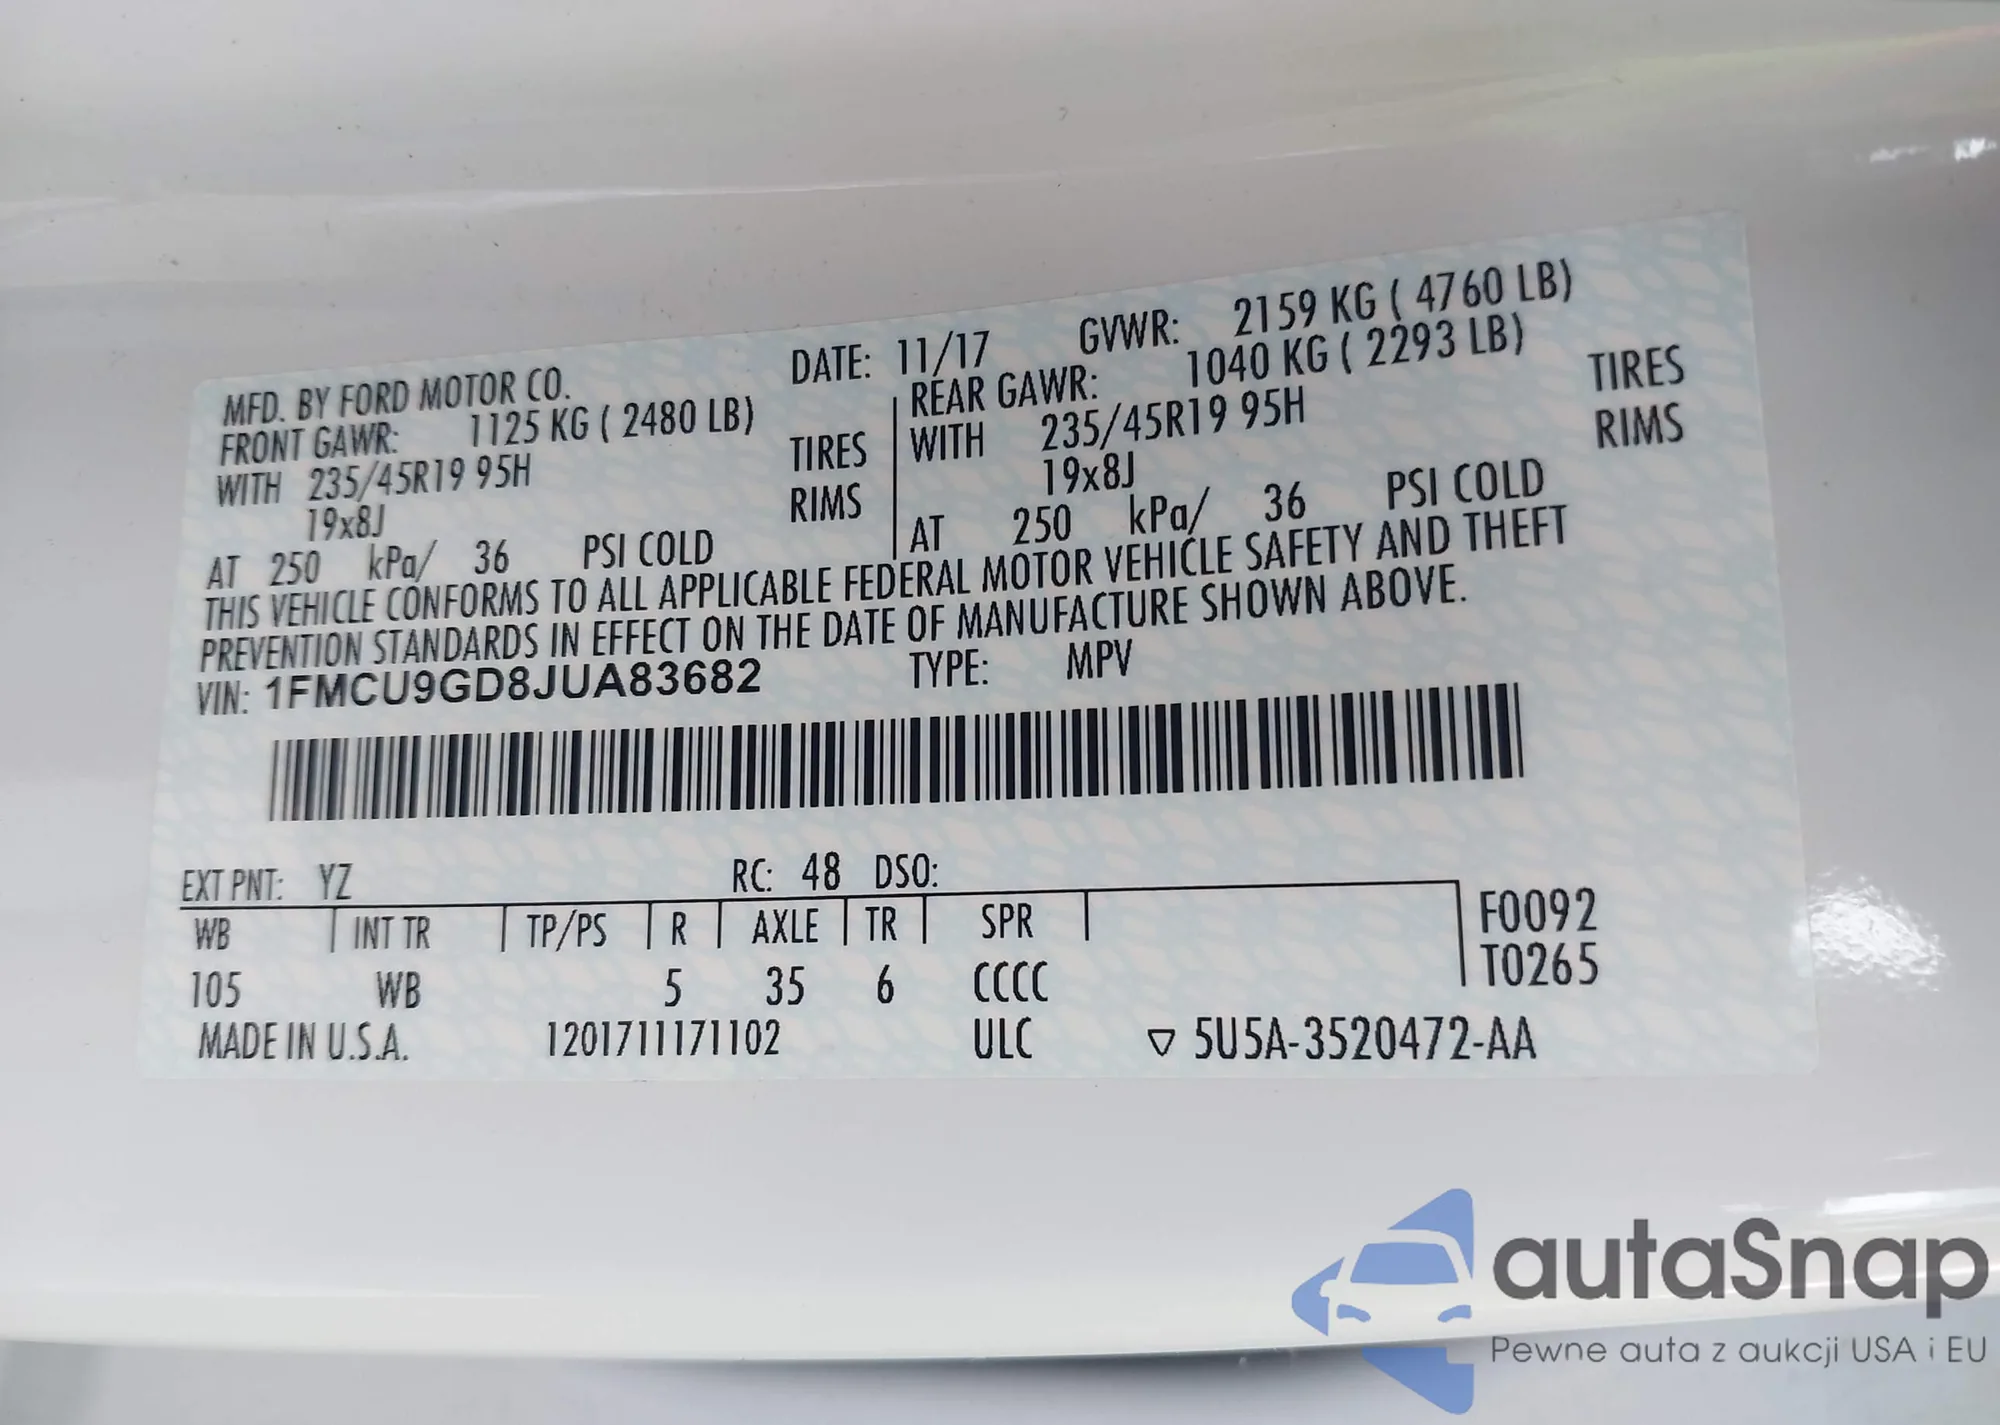 MFD. BY FORD MOTOR CO. DATE: 11/17 GVWR: 2159 KG ( 4760 LB)
FRONT GAWR: 1125 KG ( 2480 LB) REAR GAWR: 1040 KG ( 2293 LB)
WITH 235/45R19 95H TIRES WITH 235/45R19 95H TIRES
19x8J RIMS 19x8J RIMS
AT 250 kPa/ 36 PSI COLD AT 250 kPa/ 36 PSI COLD
THIS VEHICLE CONFORMS TO ALL APPLICABLE FEDERAL MOTOR VEHICLE SAFETY AND THEFT
PREVENTION STANDARDS IN EFFECT ON THE DATE OF MANUFACTURE SHOWN ABOVE.
VIN: 1FMCU9GD8JUA83682 TYPE: MPV
EXT PNT: YZ RC: 48 DSO:
WB INT TR TP/PS R AXLE TR SPR F0092
105 WB 5 35 6 CCCC T0265
MADE IN U.S.A. 1201711171102 ULC ▽ 5U5A-3520472-AA
autaSnap
Pewne auta z aukcji USA i EU